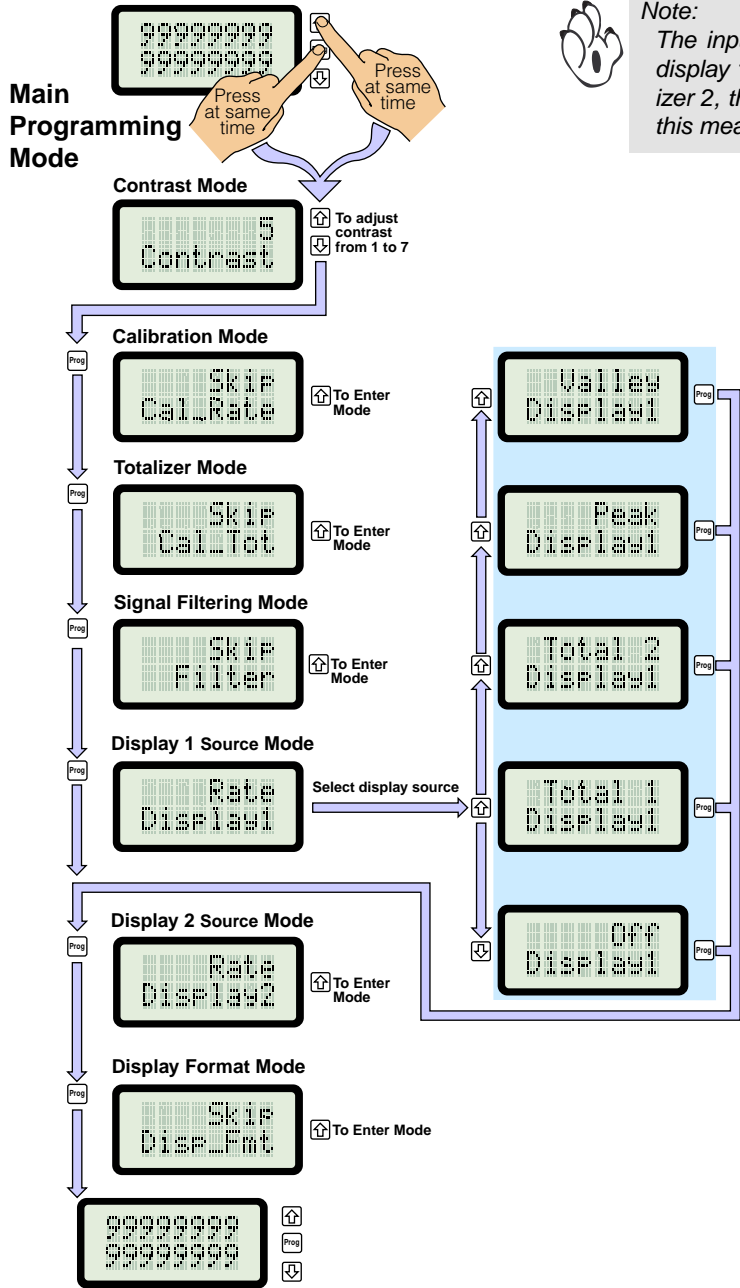 99999999
99999999
Press
at same
time
Press
at same
time
Note:
The inpu
display
izer 2, th
this mea
Main
Programming
Mode
Contrast Mode
5
Contrast
To adjust
contrast
from 1 to 7
Calibration Mode
Prog
Skip
Cal_Rate
To Enter
Mode
Totalizer Mode
Prog
Skip
Cal_Tot
To Enter
Mode
Signal Filtering Mode
Prog
Skip
Filter
To Enter
Mode
Display 1 Source Mode
Prog
Rate
Display1
Select display source
Valley
Display1
Prog
Peak
Display1
Prog
Total 2
Display1
Prog
Total 1
Display1
Prog
Off
Display1
Prog
Display 2 Source Mode
Prog
Rate
Display2
To Enter
Mode
Display Format Mode
Prog
Skip
Disp_Fmt
To Enter Mode
99999999
99999999
Prog